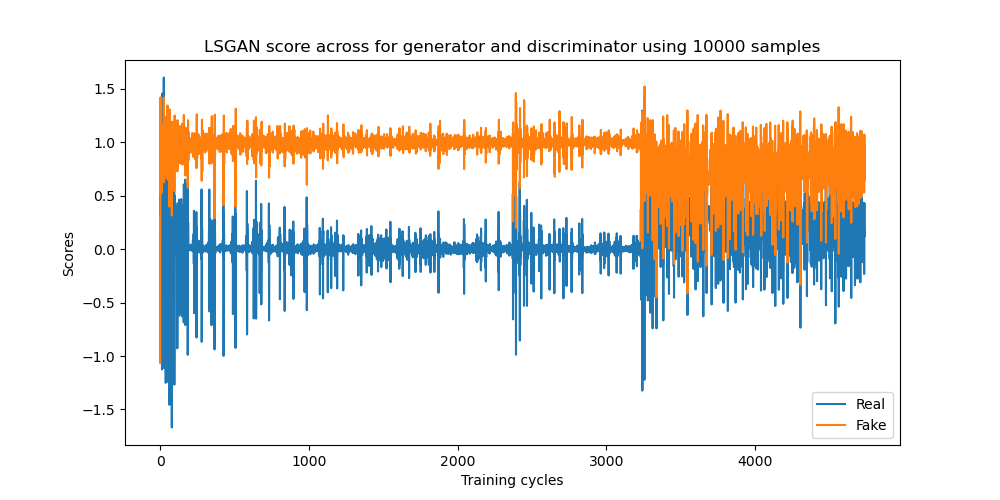 LSGAN score across for generator and discriminator using 10000 samples
1.5
1.0
0.5
0.0
−0.5
−1.0
−1.5
Scores
0
1000
2000
3000
4000
Training cycles
Real
Fake